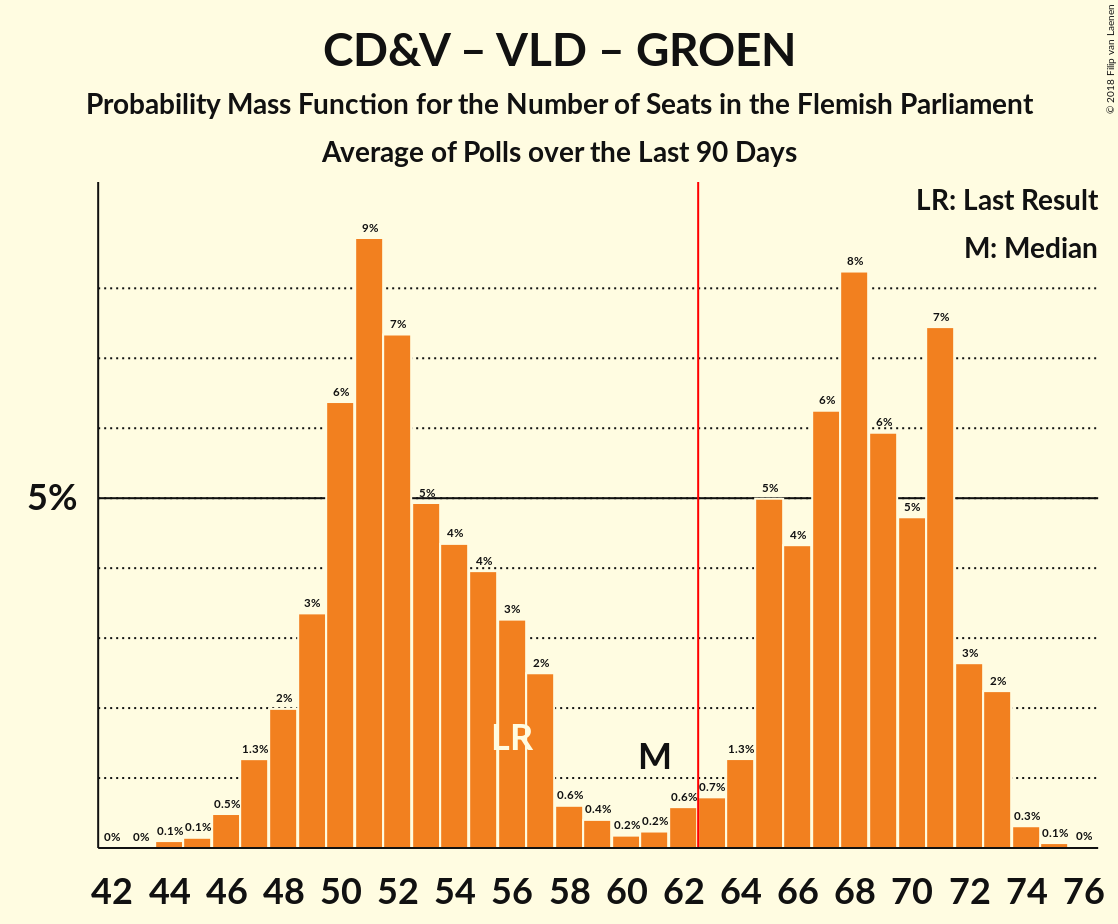 CD&V – VLD – GROEN
Probability Mass Function for the Number of Seats in the Flemish Parliament
Average of Polls over the Last 90 Days
© 2018 Filip van Laenen
LR: Last Result
M: Median
5%
0% 0% 0.1% 0.1% 0.5% 1.3% 2% 3% 6% 9% 7% 5% 4% 4% 3% 2% 0.6% 0.4% 0.2% 0.2% 0.6% 0.7% 1.3% 5% 4% 6% 8% 6% 5% 7% 3% 2% 0.3% 0.1% 0%
LR
M
42 44 46 48 50 52 54 56 58 60 62 64 66 68 70 72 74 76